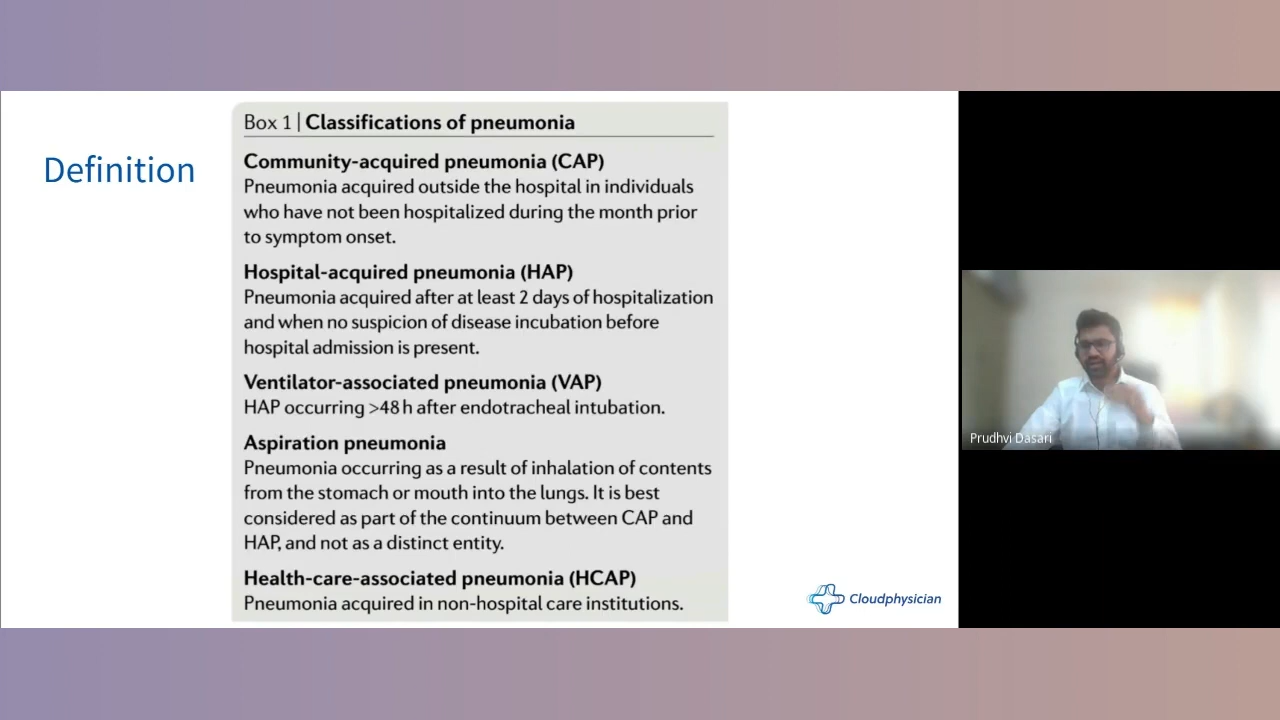 Definition
Box 1 | Classifications of pneumonia
Community-acquired pneumonia (CAP)
Pneumonia acquired outside the hospital in individuals
who have not been hospitalized during the month prior
to symptom onset.
Hospital-acquired pneumonia (HAP)
Pneumonia acquired after at least 2 days of hospitalization
and when no suspicion of disease incubation before
hospital admission is present.
Ventilator-associated pneumonia (VAP)
HAP occurring >48 h after endotracheal intubation.
Aspiration pneumonia
Pneumonia occurring as a result of inhalation of contents
from the stomach or mouth into the lungs. It is best
considered as part of the continuum between CAP and
HAP, and not as a distinct entity.
Health-care-associated pneumonia (HCAP)
Pneumonia acquired in non-hospital care institutions.
Cloudphysician
Prudhvi Dasari